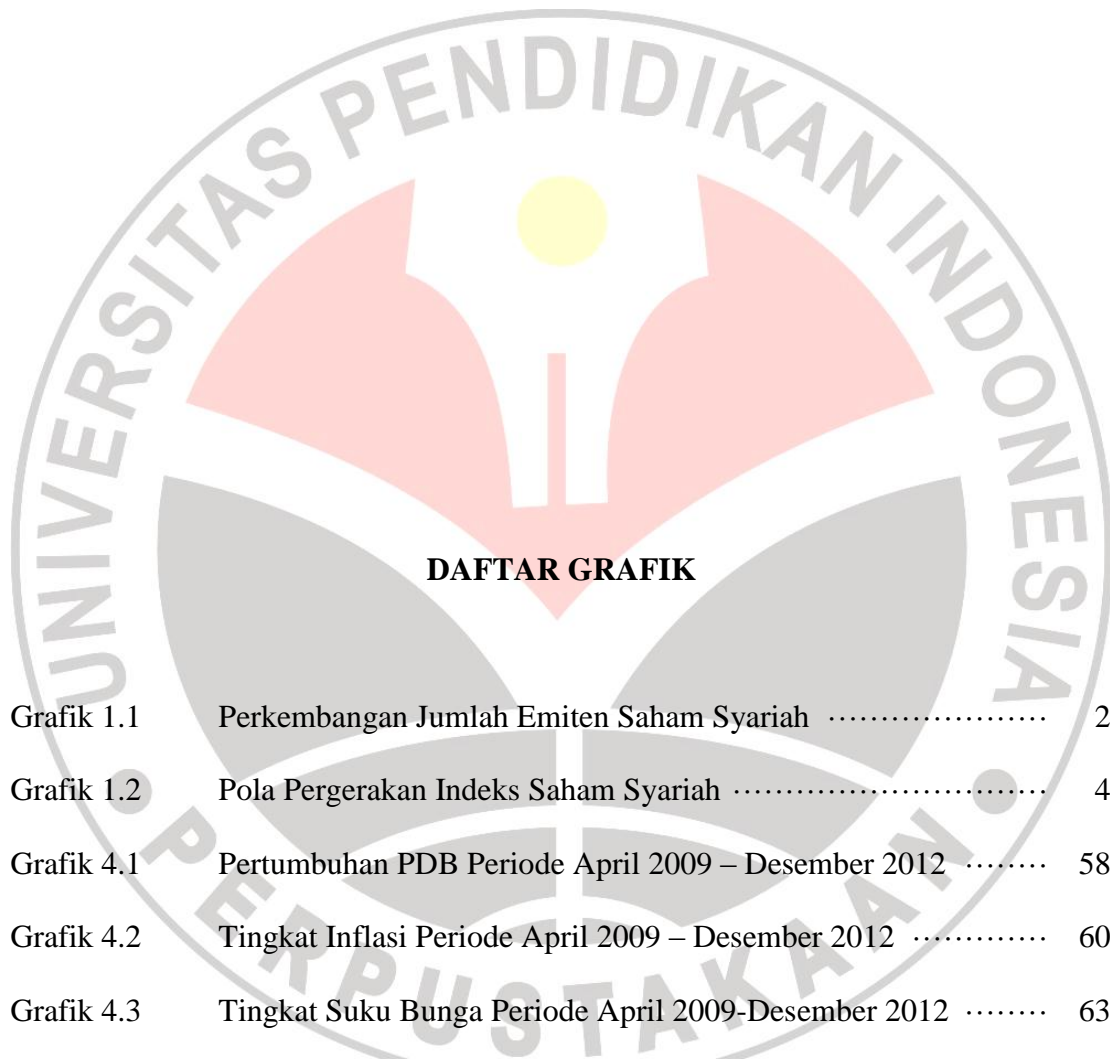 UNIVERSITAS PENDIDIKAN INDONESIA
DAFTAR GRAFIK
Grafik 1.1 Perkembangan Jumlah Emiten Saham Syariah ····················· 2
Grafik 1.2 Pola Pergerakan Indeks Saham Syariah ······························ 4
Grafik 4.1 Pertumbuhan PDB Periode April 2009 – Desember 2012 ········ 58
Grafik 4.2 Tingkat Inflasi Periode April 2009 – Desember 2012 ············· 60
Grafik 4.3 Tingkat Suku Bunga Periode April 2009-Desember 2012 ········ 63
PERPUSTAKAAN